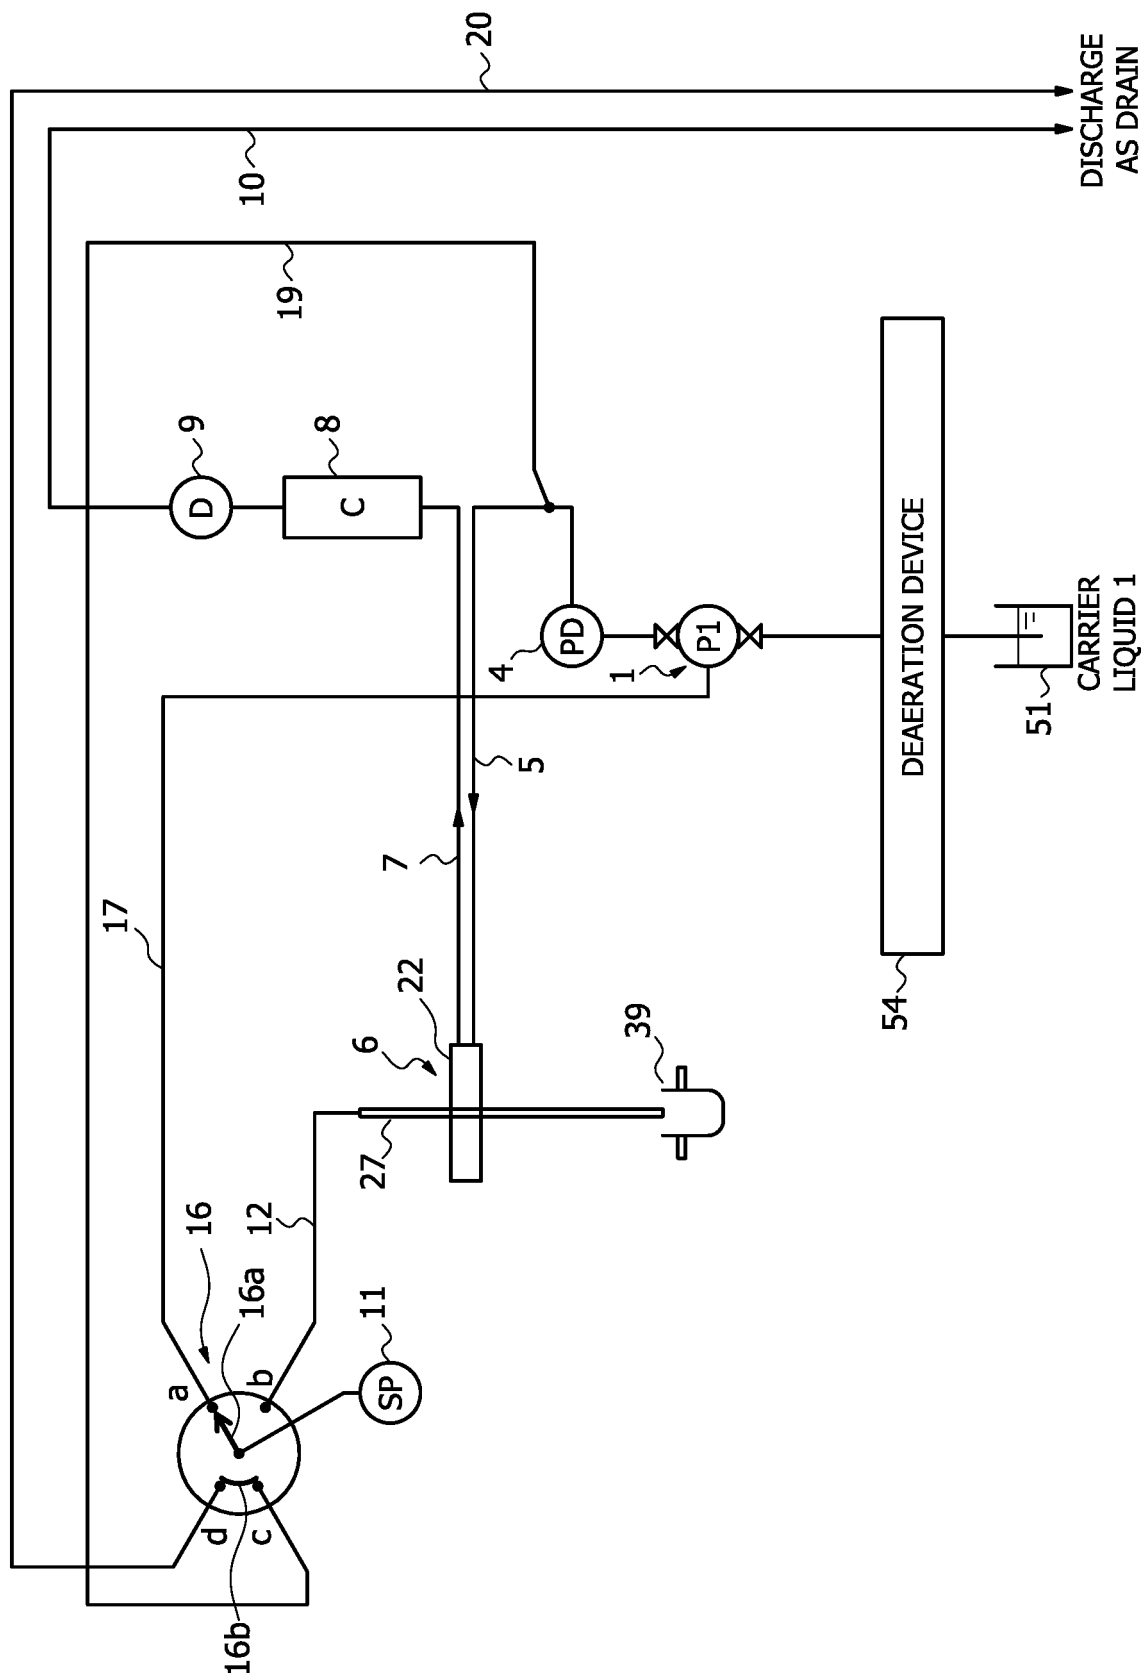 20
DISCHARGE
AS DRAIN
10
19
9
D
8
C
PD
4
P1
1
DEAERATION DEVICE
54
CARRIER
LIQUID 1
51
5
7
17
22
6
39
27
12
16
16a
11
SP
a
b
c
d
16b